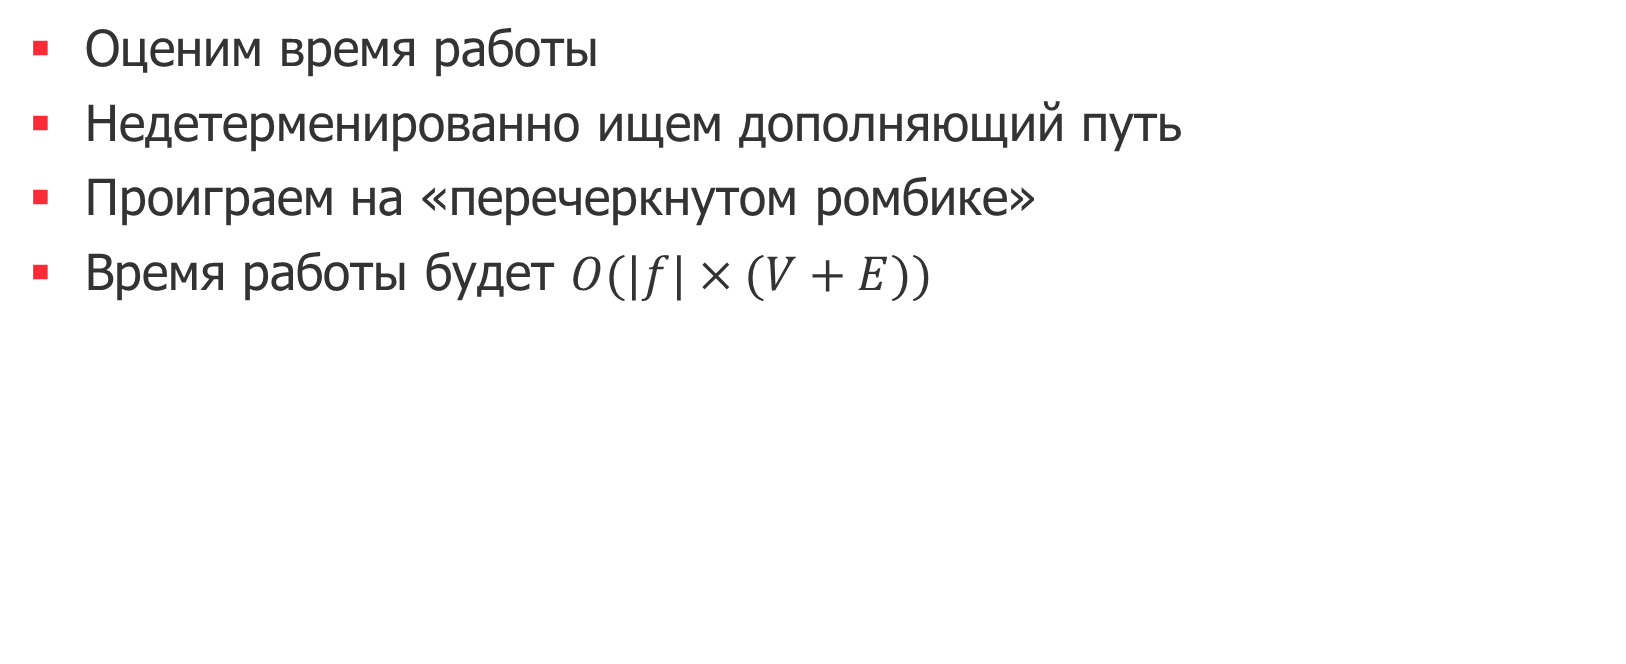 Оценим время работы
Недетерменированно ищем дополняющий путь
Проиграем на «перечеркнутом ромбике»
Время работы будет O(|f| × (V + E))